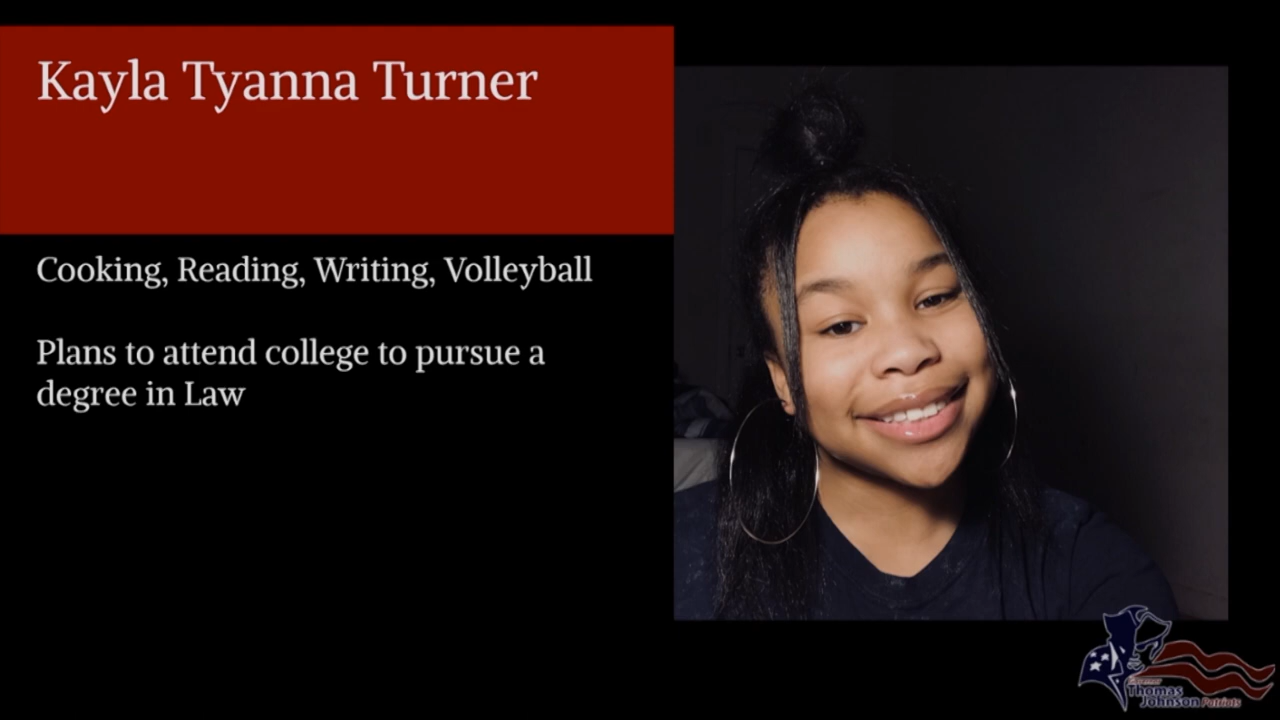 Kayla Tyanna Turner
Cooking, Reading, Writing, Volleyball
Plans to attend college to pursue a
degree in Law
Governor
Thomas
Johnson Patriots